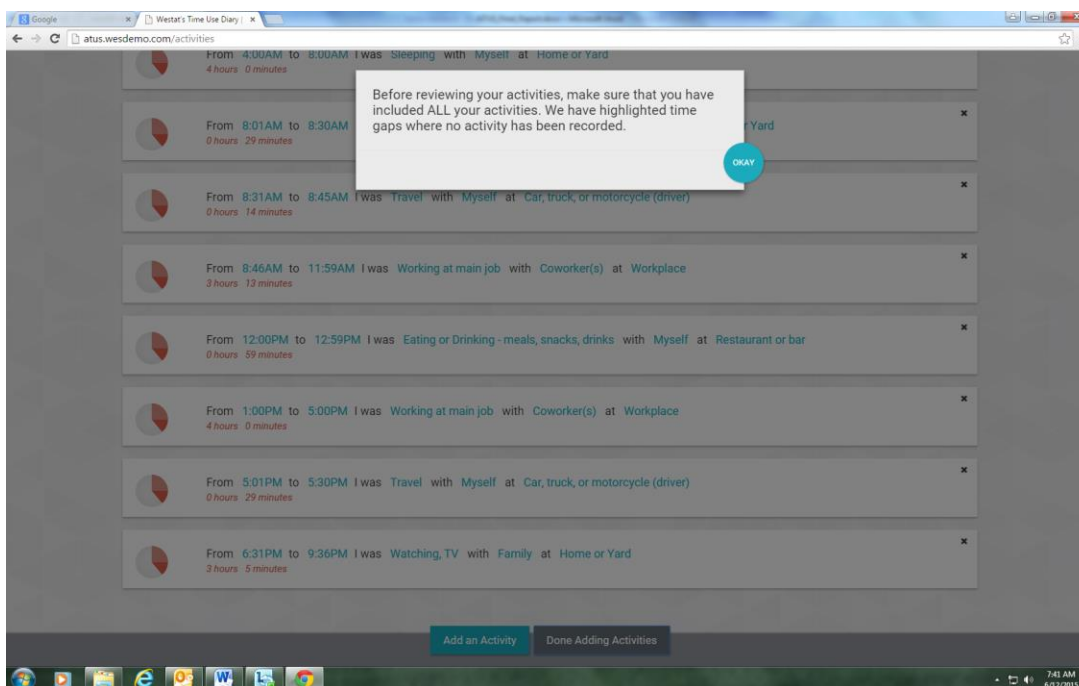 Google
Westat's Time Use Diary |
atus.wesdemo.com/activities
From 4:00AM to 8:00AM I was Sleeping with Myself at Home or Yard
4 hours 0 minutes
Before reviewing your activities, make sure that you have
included ALL your activities. We have highlighted time
gaps where no activity has been recorded.
OKAY
From 8:01AM to 8:30AM r Yard
0 hours 29 minutes
From 8:31AM to 8:45AM I was Travel with Myself at Car, truck, or motorcycle (driver)
0 hours 14 minutes
From 8:46AM to 11:59AM I was Working at main job with Coworker(s) at Workplace
3 hours 13 minutes
From 12:00PM to 12:59PM I was Eating or Drinking - meals, snacks, drinks with Myself at Restaurant or bar
0 hours 59 minutes
From 1:00PM to 5:00PM I was Working at main job with Coworker(s) at Workplace
4 hours 0 minutes
From 5:01PM to 5:30PM I was Travel with Myself at Car, truck, or motorcycle (driver)
0 hours 29 minutes
From 6:31PM to 9:36PM I was Watching, TV with Family at Home or Yard
3 hours 5 minutes
Add an Activity Done Adding Activities
7:41 AM
6/12/2015